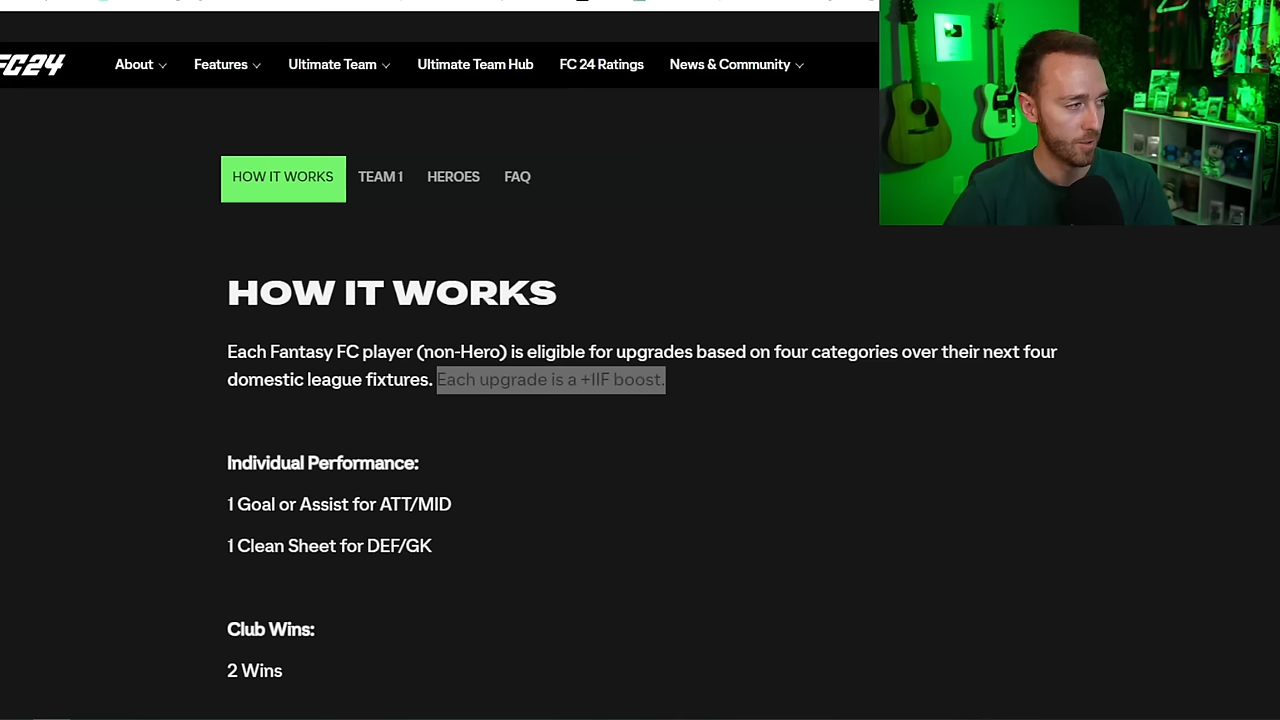 FC24
About
Features
Ultimate Team
Ultimate Team Hub
FC 24 Ratings
News & Community
HOW IT WORKS
TEAM 1
HEROES
FAQ
HOW IT WORKS
Each Fantasy FC player (non-Hero) is eligible for upgrades based on four categories over their next four
domestic league fixtures. Each upgrade is a +1IF boost.
Individual Performance:
1 Goal or Assist for ATT/MID
1 Clean Sheet for DEF/GK
Club Wins:
2 Wins